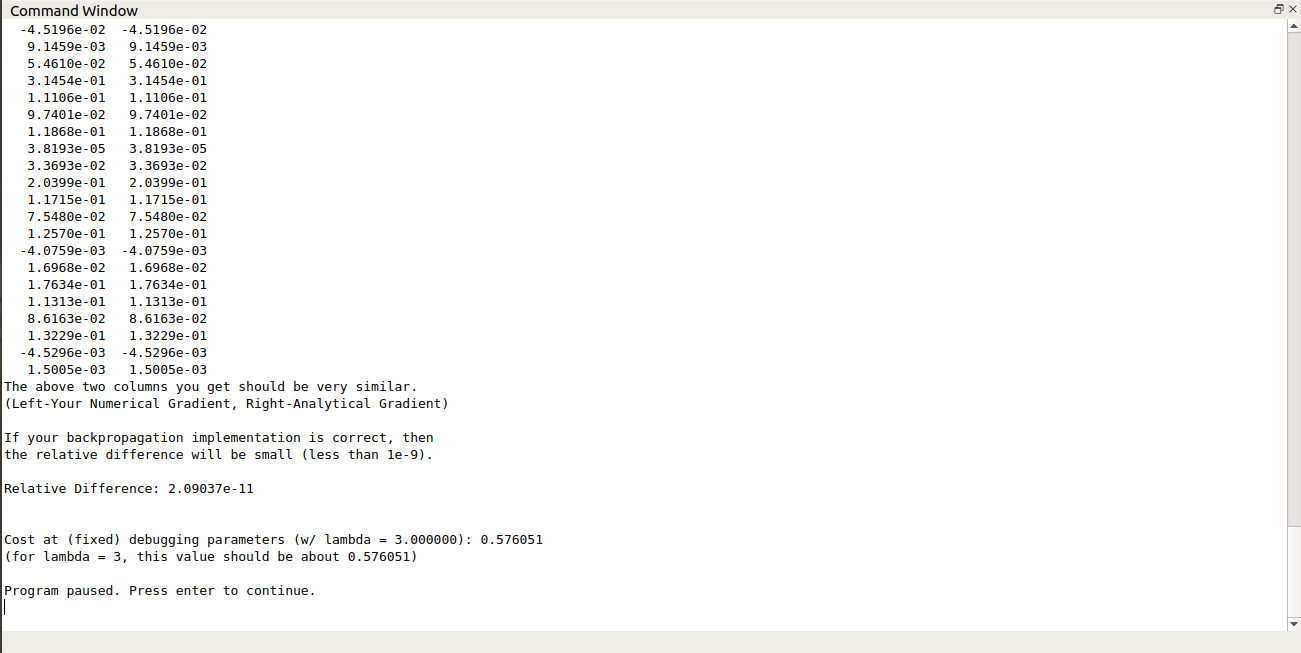 Command Window
-4.5196e-02 -4.5196e-02
9.1459e-03 9.1459e-03
5.4610e-02 5.4610e-02
3.1454e-01 3.1454e-01
1.1106e-01 1.1106e-01
9.7401e-02 9.7401e-02
1.1868e-01 1.1868e-01
3.8193e-05 3.8193e-05
3.3693e-02 3.3693e-02
2.0399e-01 2.0399e-01
1.1715e-01 1.1715e-01
7.5480e-02 7.5480e-02
1.2570e-01 1.2570e-01
-4.0759e-03 -4.0759e-03
1.6968e-02 1.6968e-02
1.7634e-01 1.7634e-01
1.1313e-01 1.1313e-01
8.6163e-02 8.6163e-02
1.3229e-01 1.3229e-01
-4.5296e-03 -4.5296e-03
1.5005e-03 1.5005e-03
The above two columns you get should be very similar.
(Left-Your Numerical Gradient, Right-Analytical Gradient)
If your backpropagation implementation is correct, then
the relative difference will be small (less than 1e-9).
Relative Difference: 2.09037e-11
Cost at (fixed) debugging parameters (w/ lambda = 3.000000): 0.576051
(for lambda = 3, this value should be about 0.576051)
Program paused. Press enter to continue.